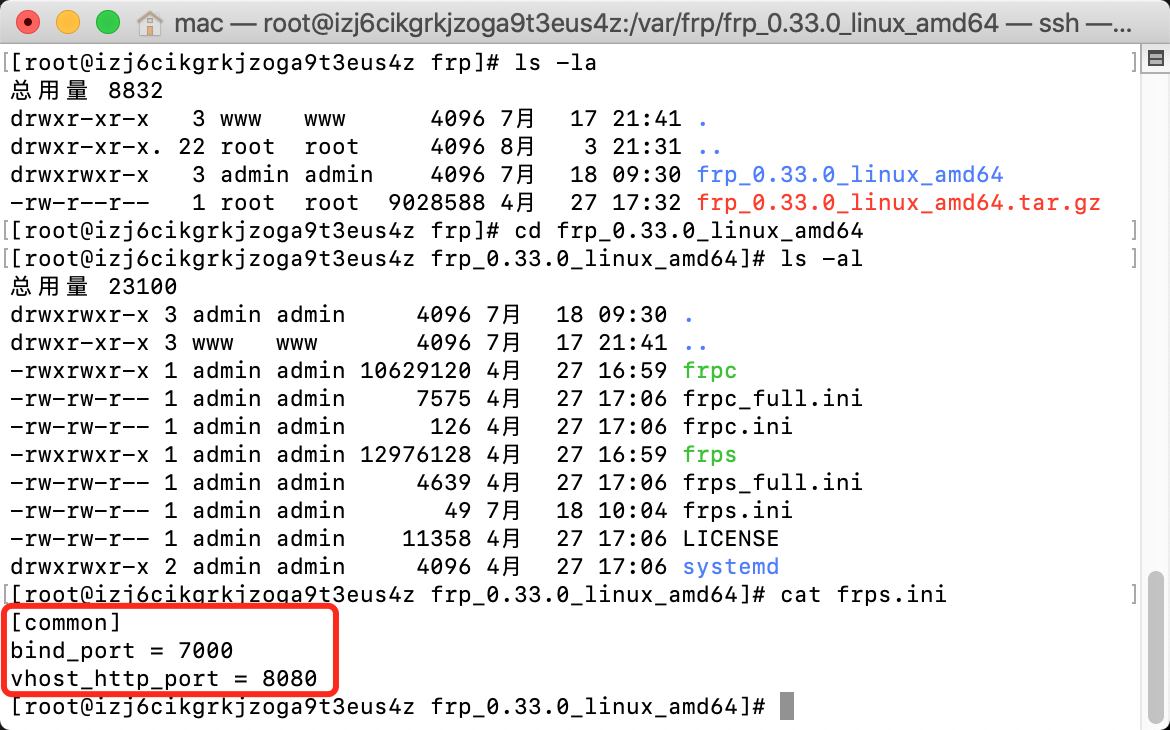 mac — root@izj6cikgrkjzoga9t3eus4z:/var/frp/frp_0.33.0_linux_amd64 — ssh —...
[[root@izj6cikgrkjzoga9t3eus4z frp]# ls -la ]
总用量 8832
drwxr-xr-x   3 www   www      4096 7月   17 21:41 .
drwxr-xr-x. 22 root  root     4096 8月    3 21:31 ..
drwxrwxr-x   3 admin admin    4096 7月   18 09:30 frp_0.33.0_linux_amd64
-rw-r--r--   1 root  root  9028588 4月   27 17:32 frp_0.33.0_linux_amd64.tar.gz
[[root@izj6cikgrkjzoga9t3eus4z frp]# cd frp_0.33.0_linux_amd64 ]
[[root@izj6cikgrkjzoga9t3eus4z frp_0.33.0_linux_amd64]# ls -al ]
总用量 23100
drwxrwxr-x 3 admin admin     4096 7月   18 09:30 .
drwxr-xr-x 3 www   www       4096 7月   17 21:41 ..
-rwxrwxr-x 1 admin admin 10629120 4月   27 16:59 frpc
-rw-rw-r-- 1 admin admin     7575 4月   27 17:06 frpc_full.ini
-rw-rw-r-- 1 admin admin      126 4月   27 17:06 frpc.ini
-rwxrwxr-x 1 admin admin 12976128 4月   27 16:59 frps
-rw-rw-r-- 1 admin admin     4639 4月   27 17:06 frps_full.ini
-rw-rw-r-- 1 admin admin       49 7月   18 10:04 frps.ini
-rw-rw-r-- 1 admin admin    11358 4月   27 17:06 LICENSE
drwxrwxr-x 2 admin admin     4096 4月   27 17:06 systemd
[[root@izj6cikgrkjzoga9t3eus4z frp_0.33.0_linux_amd64]# cat frps.ini ]
[common]
bind_port = 7000
vhost_http_port = 8080
[root@izj6cikgrkjzoga9t3eus4z frp_0.33.0_linux_amd64]#